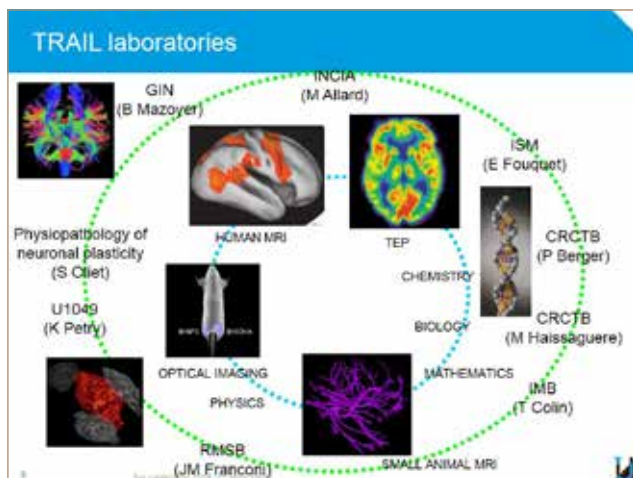 TRAIL laboratories
INCIA
(M Allard)
GIN
(B Mazoyer)
ISM
(E Fouquet)
HUMAN MRI
TEP
Physiopathology of
neuronal plasticity
(S Cliet)
CHEMISTRY
CRCTB
(P Berger)
U1049
(K Petry)
BIOLOGY
CRCTB
(M Haissaguere)
OPTICAL IMAGING
MATHEMATICS
PHYSICS
IMB
(T Colin)
RMSB
(JM Franconi)
SMALL ANIMAL MRI